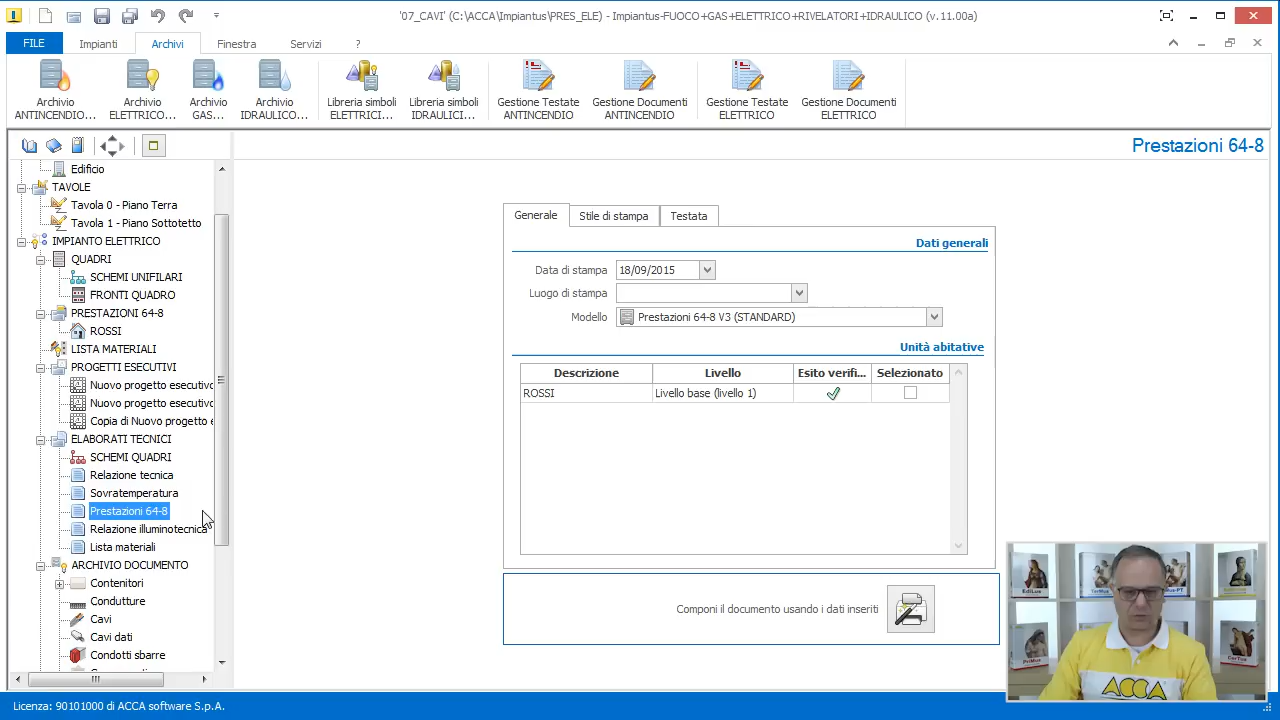 '07_CAVI' (C:\ACCA\Impiantus\PRES_ELE) - Impiantus-FUOCO+GAS+ELETTRICO+RIVELATORI+IDRAULICO (v.11.00a)
FILE
Impianti
Archivi
Finestra
Servizi
?
Archivio
ANTINCENDIO...
Archivio
ELETTRICO...
Archivio
GAS...
Archivio
IDRAULICO...
Libreria simboli
ELETTRICI...
Libreria simboli
IDRAULICI...
Gestione Testate
ANTINCENDIO
Gestione Documenti
ANTINCENDIO
Gestione Testate
ELETTRICO
Gestione Documenti
ELETTRICO
Prestazioni 64-8
Edificio
TAVOLE
Tavola 0 - Piano Terra
Tavola 1 - Piano Sottotetto
IMPIANTO ELETTRICO
QUADRI
SCHEMI UNIFILARI
FRONTI QUADRO
PRESTAZIONI 64-8
ROSSI
LISTA MATERIALI
PROGETTI ESECUTIVI
Nuovo progetto esecutivo
Nuovo progetto esecutivo
Copia di Nuovo progetto e
ELABORATI TECNICI
SCHEMI QUADRI
Relazione tecnica
Sovratemperatura
Prestazioni 64-8
Relazione illuminotecnica
Lista materiali
ARCHIVIO DOCUMENTO
Contenitori
Condutture
Cavi
Cavi dati
Condotti sbarre
Generale
Stile di stampa
Testata
Dati generali
Data di stampa 18/09/2015
Luogo di stampa
Modello Prestazioni 64-8 V3 (STANDARD)
Unità abitative
Descrizione Livello Esito verifi... Selezionato
ROSSI Livello base (livello 1)
Componi il documento usando i dati inseriti
EdiLus
TerMus
TerMus-PT
PriMus
CerTus
ACCA
Licenza: 90101000 di ACCA software S.p.A.